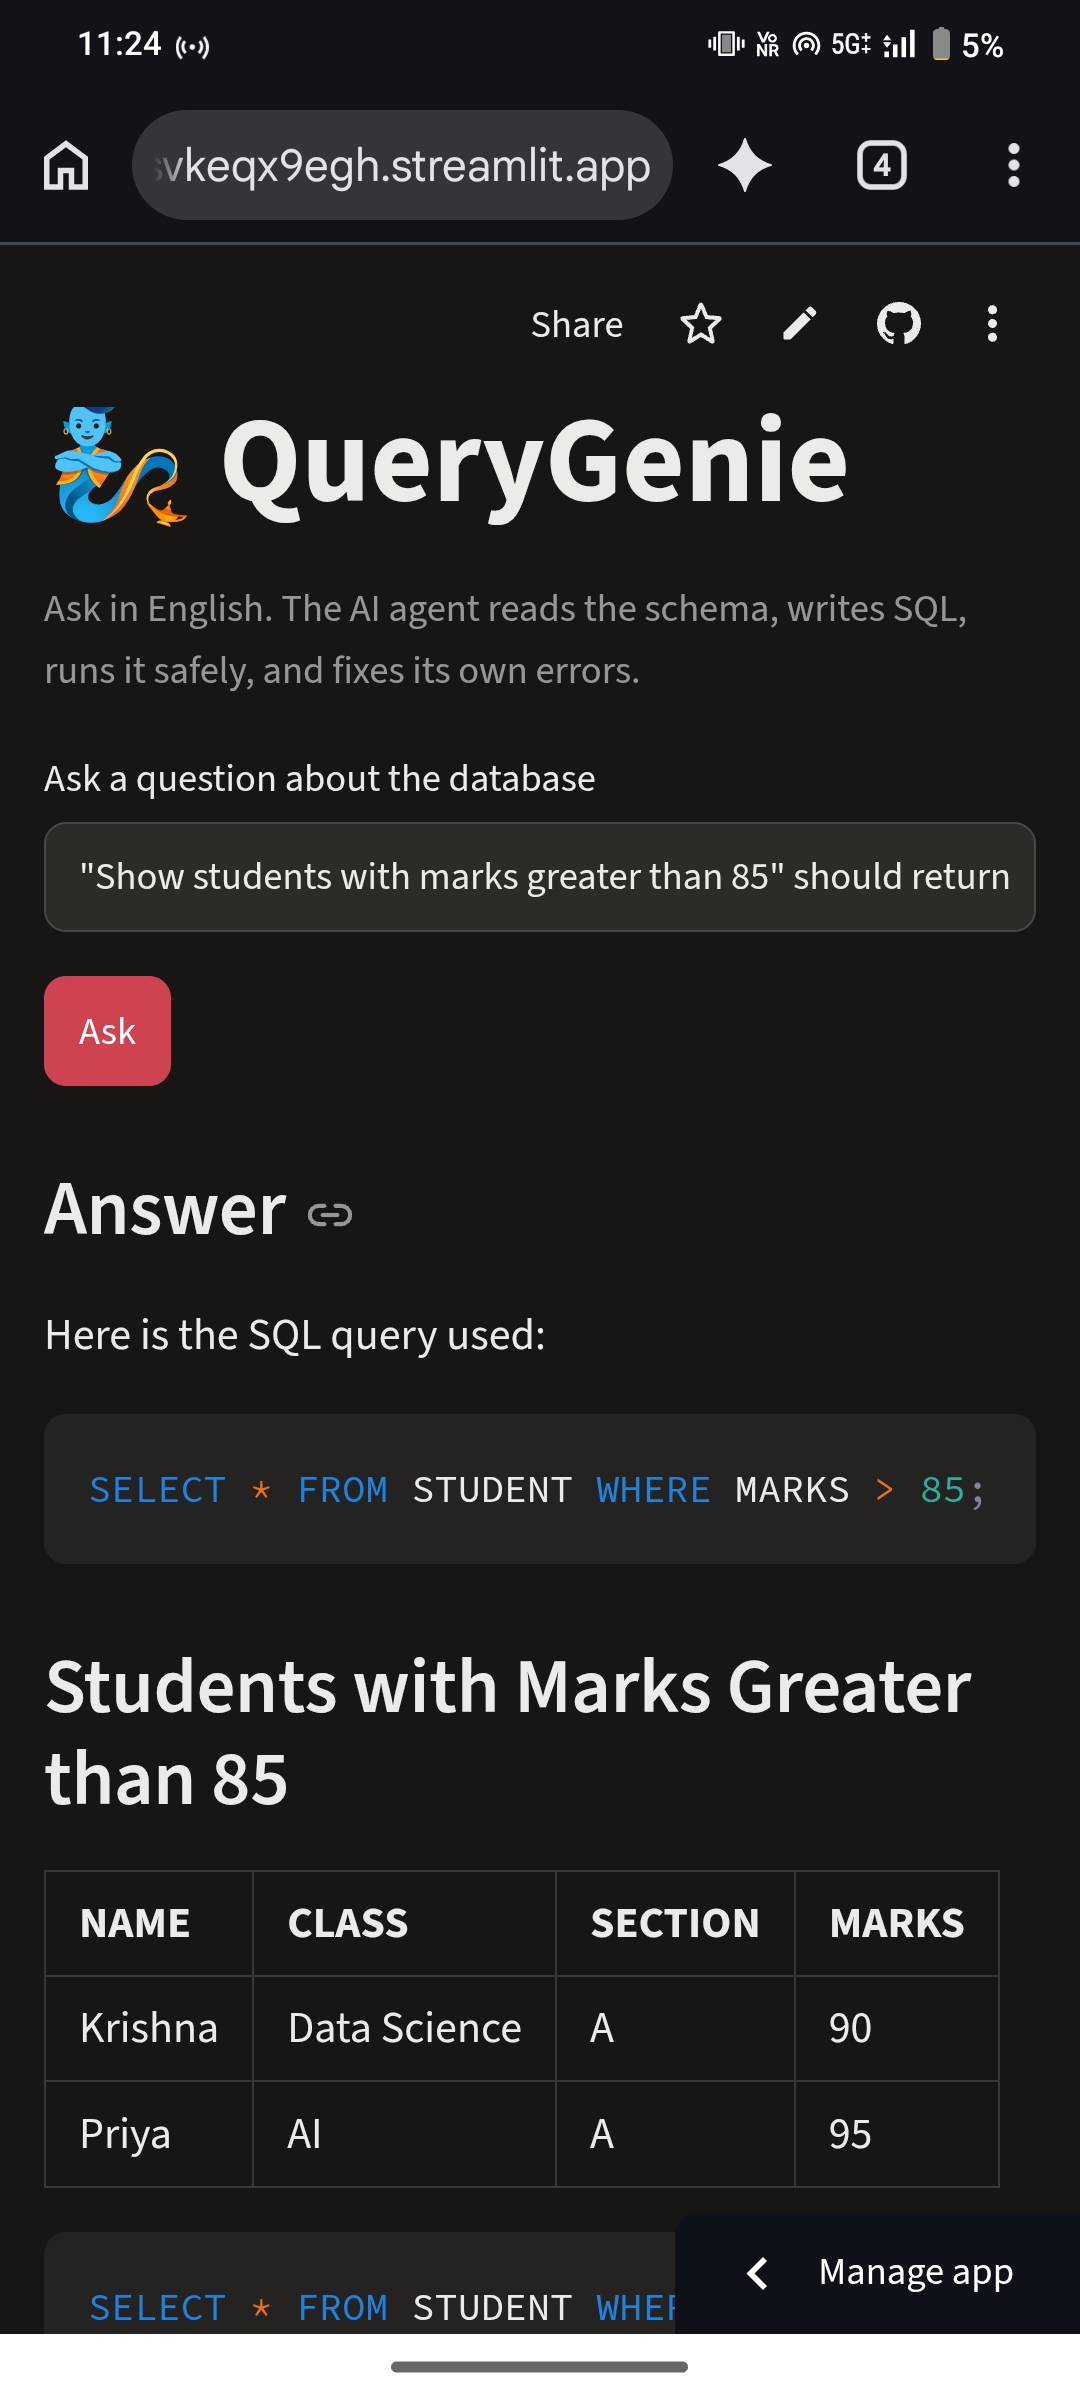 11:24
Vo NR 5G 5%
vkeqx9egh.streamlit.app
4
Share
QueryGenie
Ask in English. The AI agent reads the schema, writes SQL,
runs it safely, and fixes its own errors.
Ask a question about the database
"Show students with marks greater than 85" should return
Ask
Answer
Here is the SQL query used:
SELECT * FROM STUDENT WHERE MARKS > 85;
Students with Marks Greater
than 85
NAME CLASS SECTION MARKS
Krishna Data Science A 90
Priya AI A 95
SELECT * FROM STUDENT
Manage app